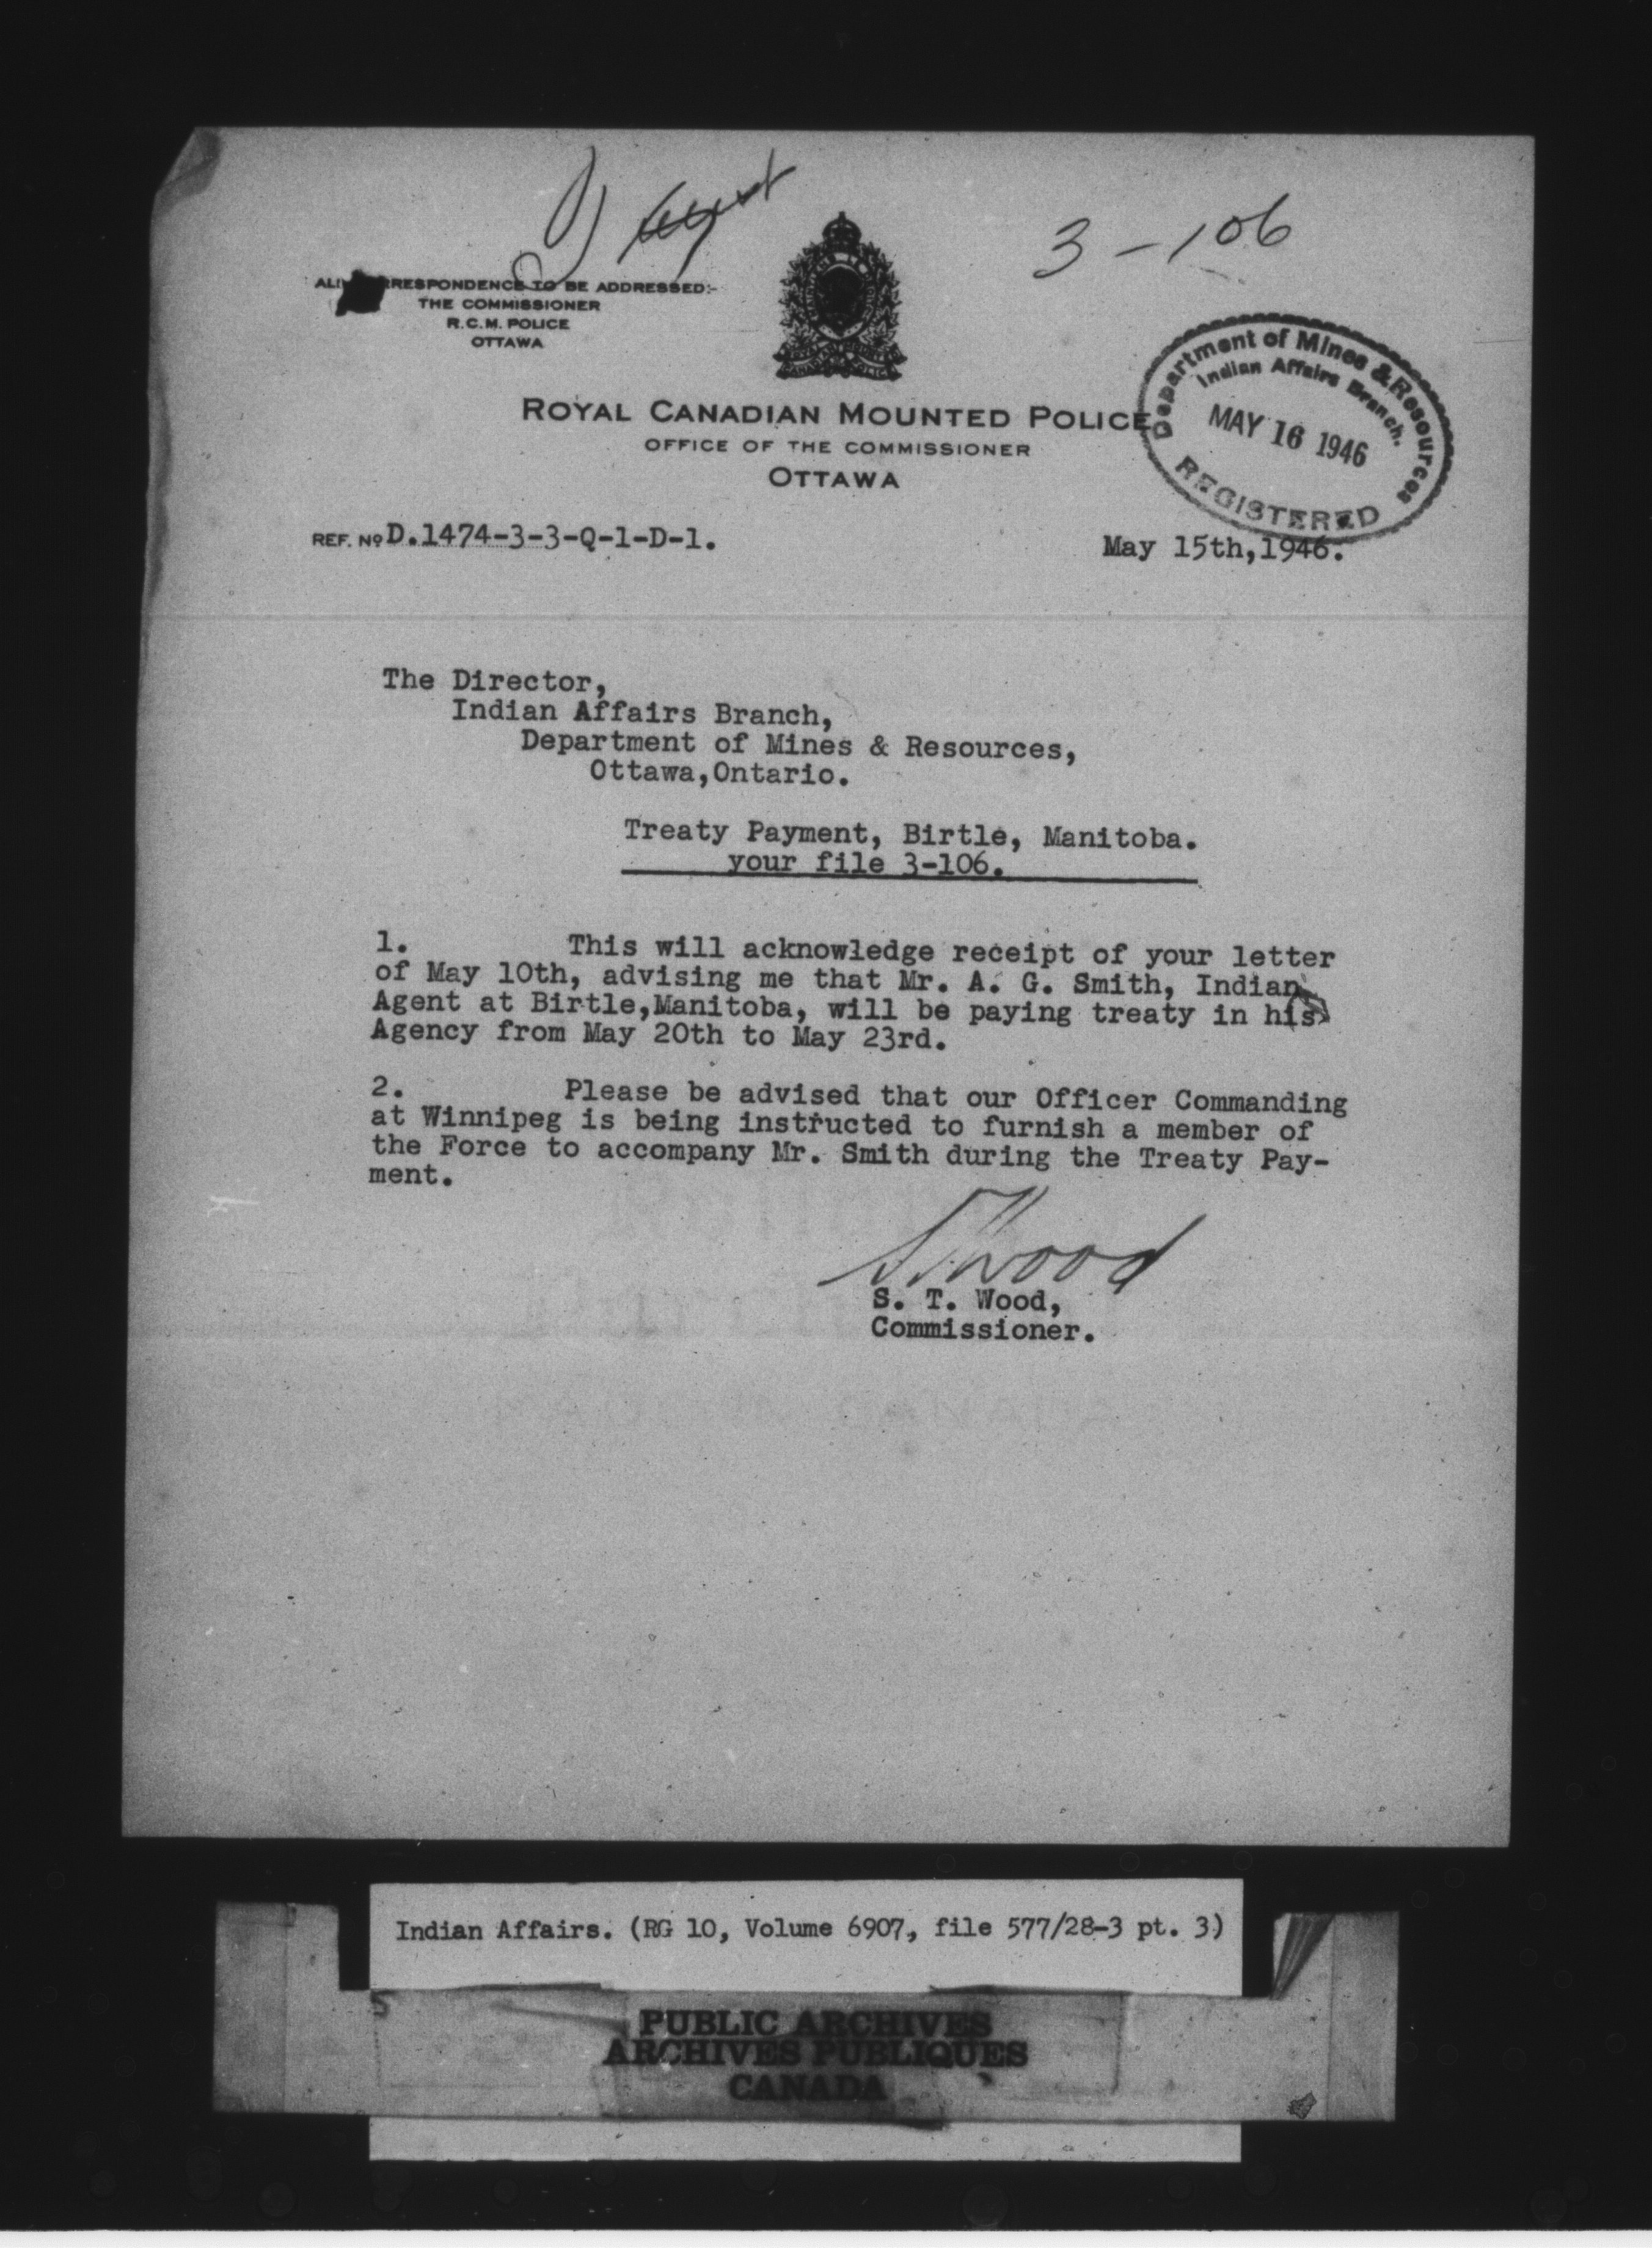 3-106
ALL CORRESPONDENCE TO BE ADDRESSED:-
THE COMMISSIONER
R.C.M. POLICE
OTTAWA
ROYAL CANADIAN MOUNTED POLICE
OFFICE OF THE COMMISSIONER
OTTAWA
Department of Mines & Resources
Indian Affairs Branch.
MAY 16 1946
REGISTERED
REF. No D.1474-3-3-Q-1-D-1.
May 15th,1946.
The Director,
Indian Affairs Branch,
Department of Mines & Resources,
Ottawa,Ontario.
Treaty Payment, Birtle, Manitoba.
your file 3-106.
1. This will acknowledge receipt of your letter
of May 10th, advising me that Mr. A. G. Smith, Indian
Agent at Birtle,Manitoba, will be paying treaty in his
Agency from May 20th to May 23rd.
2. Please be advised that our Officer Commanding
at Winnipeg is being instructed to furnish a member of
the Force to accompany Mr. Smith during the Treaty Pay-
ment.
STWood
S. T. Wood,
Commissioner.
Indian Affairs. (RG 10, Volume 6907, file 577/28-3 pt. 3)
PUBLIC ARCHIVES
ARCHIVES PUBLIQUES
CANADA